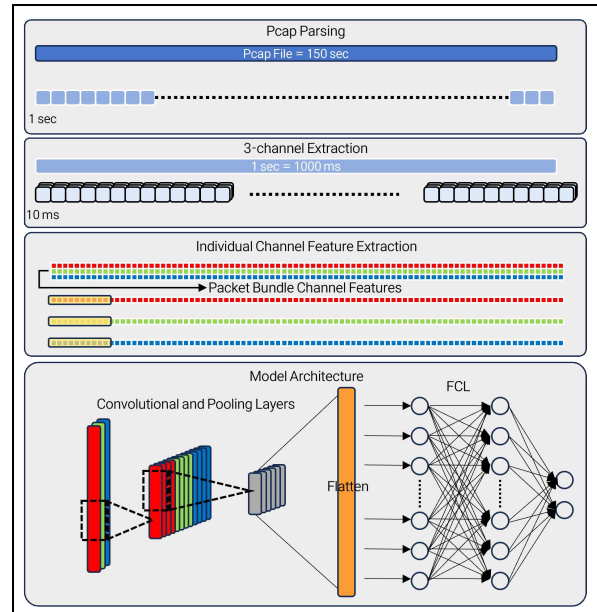 Pcap Parsing
Pcap File = 150 sec
1 sec
3-channel Extraction
1 sec = 1000 ms
10 ms
Individual Channel Feature Extraction
Packet Bundle Channel Features
Model Architecture
FCL
Convolutional and Pooling Layers
Flatten